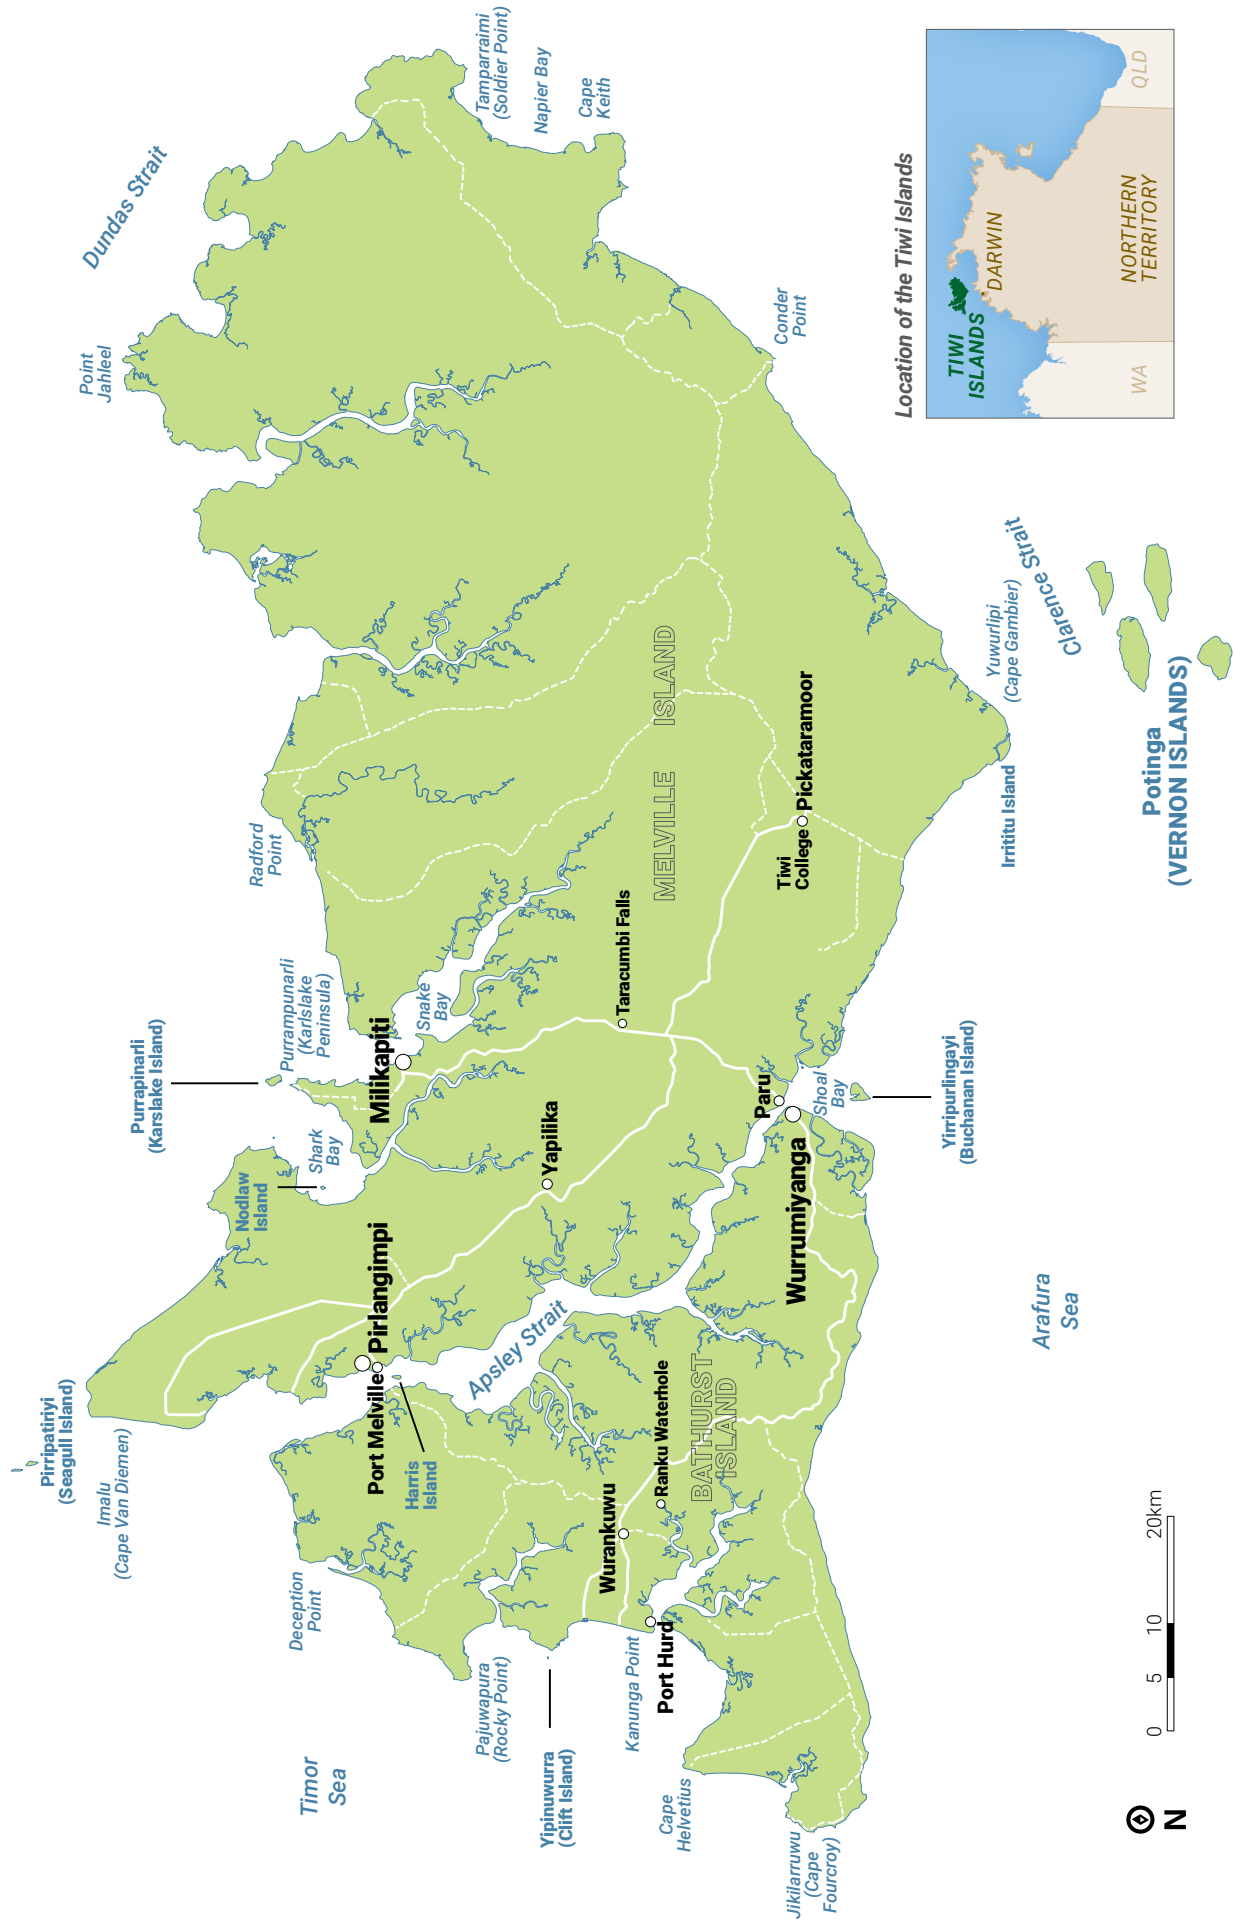 Pirripatiriyi
(Seagull Island)
Imalu
(Cape Van Diemen)
Timor
Sea
Deception
Point
Purrapinarli
(Karslake Island)
Nodlaw
Island
Shark
Bay
Purrampunarli
(Karlslake
Peninsula)
Radford
Point
Point
Jahleel
Dundas Strait
Tamparraimi
(Soldier Point)
Napier Bay
Cape
Keith
Conder
Point
Port Melville
Pirlangimpi
Harris
Island
Milikapiti
Snake
Bay
Apsley Strait
Yapilika
Taracumbi Falls
MELVILLE ISLAND
Pajuwapura
(Rocky Point)
Yipinuwurra
(Clift Island)
Kanunga Point
Port Hurd
Wurankuwu
Ranku Waterhole
BATHURST
ISLAND
Cape
Helvetius
Jikilarruwu
(Cape
Fourcroy)
Wurrumiyanga
Paru
Shoal
Bay
Yirripurlingayi
(Buchanan Island)
Tiwi
College
Pickataramoor
Irrititu Island
Yuwurlipi
(Cape Gambier)
Clarence Strait
Potinga
(VERNON ISLANDS)
Arafura
Sea
N
0 5 10 20km
Location of the Tiwi Islands
TIWI
ISLANDS
DARWIN
NORTHERN
TERRITORY
WA
QLD